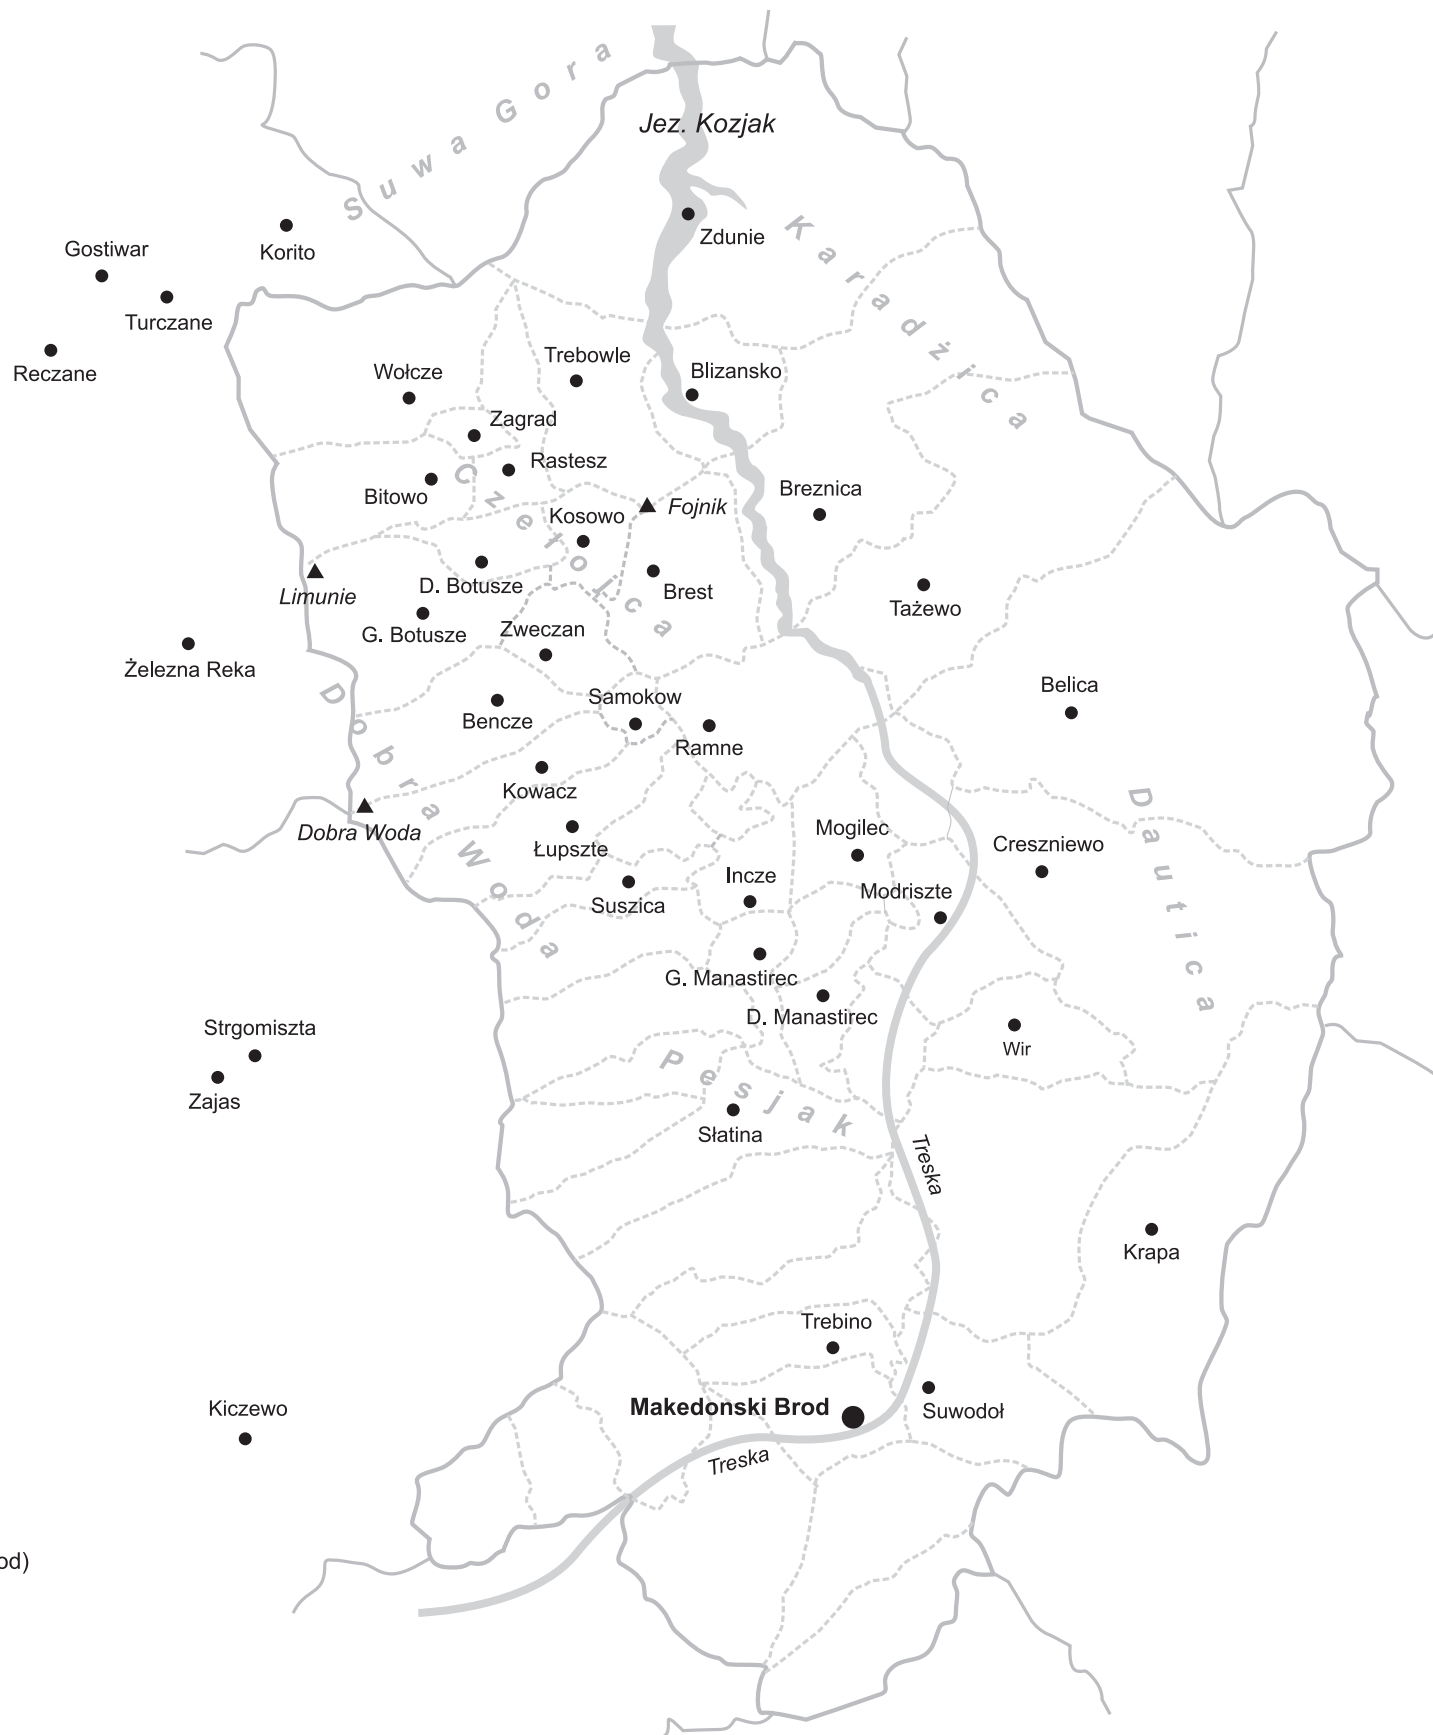 Suwa Gora
Jez. Kozjak
Zdunie
Karadżica
Korito
Gostiwar
Turczane
Reczane
Trebowle
Wołcze
Blizansko
Zagrad
Rastesz
Bitowo
Czełoica
Breznica
Fojnik
Kosowo
D. Botusze
Brest
Limunie
Tażewo
G. Botusze
Zweczan
Żelezna Reka
Belica
Samokow
Dobra Woda
Bencze
Ramne
Kowacz
Dautica
Mogilec
Dobra Woda
Creszniewo
Łupszte
Incze
Modriszte
Suszica
G. Manastirec
D. Manastirec
Strgomiszta
Wir
Pesjak
Zajas
Słatina
Treska
Krapa
Trebino
Makedonski Brod
Suwodoł
Kiczewo
Treska
od)